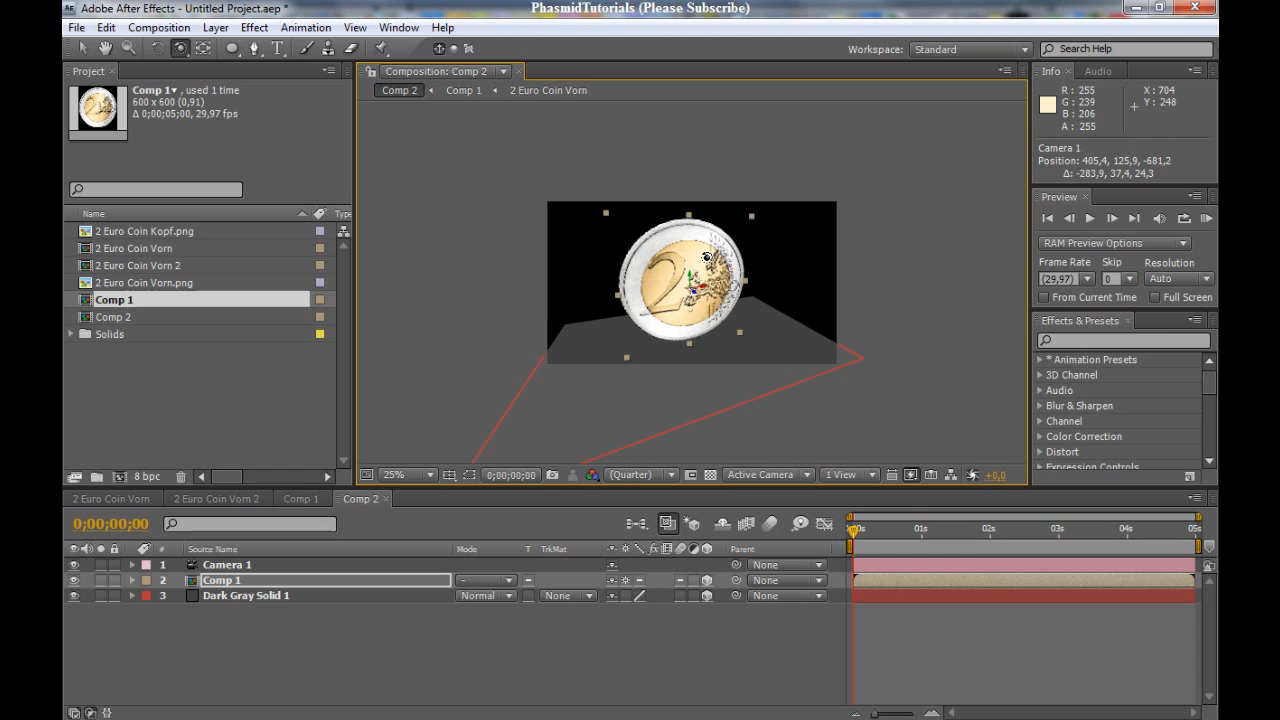 Adobe After Effects - Untitled Project.aep *
PhasmidTutorials (Please Subscribe)
File Edit Composition Layer Effect Animation View Window Help
Workspace: Standard
Search Help
Project
Comp 1 , used 1 time
600 x 600 (0,91)
Δ 0;00;05;00, 29,97 fps
Name Type
2 Euro Coin Kopf.png
2 Euro Coin Vorn
2 Euro Coin Vorn 2
2 Euro Coin Vorn.png
Comp 1
Comp 2
Solids
8 bpc
Composition: Comp 2
Comp 2 Comp 1 2 Euro Coin Vorn
2
25% 0;00;00;00 (Quarter) Active Camera 1 View +0,0
Info Audio
R : 255 X : 704
G : 239 Y : 248
B : 206
A : 255
Camera 1
Position: 405,4, 125,9, -681,2
Δ: -283,9, 37,4, 24,3
Preview
RAM Preview Options
Frame Rate Skip Resolution
(29,97) 0 Auto
From Current Time Full Screen
Effects & Presets
* Animation Presets
3D Channel
Audio
Blur & Sharpen
Channel
Color Correction
Distort
Expression Controls
2 Euro Coin Vorn 2 Euro Coin Vorn 2 Comp 1 Comp 2
0;00;00;00
01s 02s 03s 04s 05s
# Source Name Mode T TrkMat Parent
1 Camera 1 None
2 Comp 1 - None
3 Dark Gray Solid 1 Normal None None